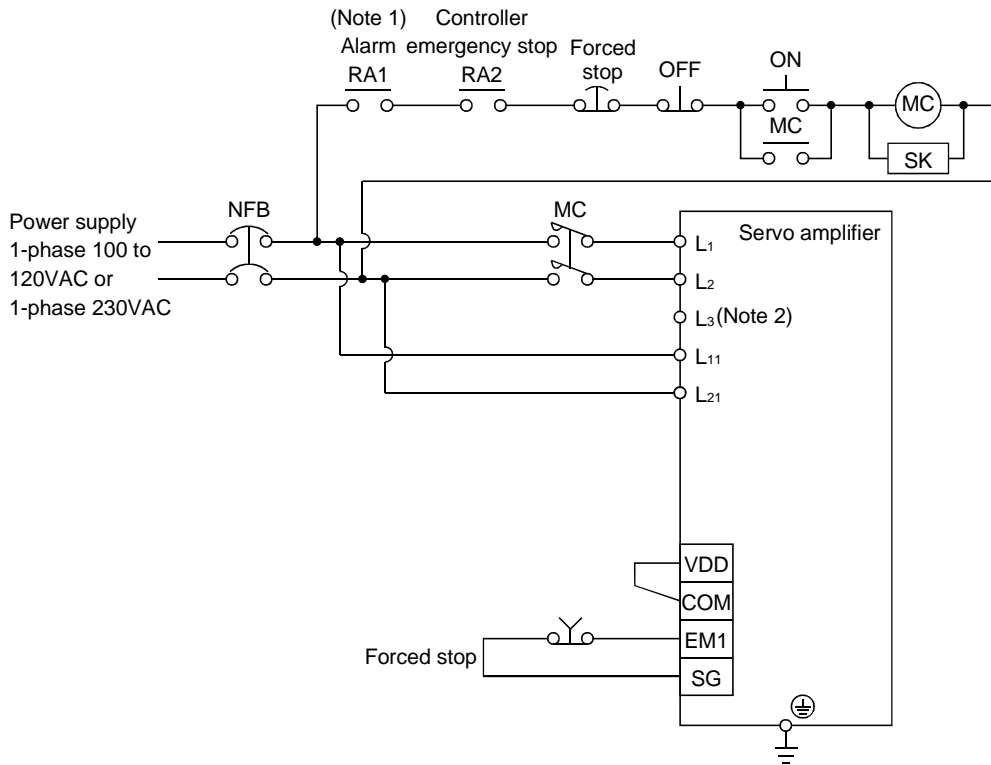 (Note 1)
Alarm
RA1
Controller
emergency stop
RA2
Forced
stop
OFF
ON
MC
MC
SK
Power supply
1-phase 100 to
120VAC or
1-phase 230VAC
NFB
MC
Servo amplifier
L1
L2
L3(Note 2)
L11
L21
VDD
COM
EM1
SG
Forced stop